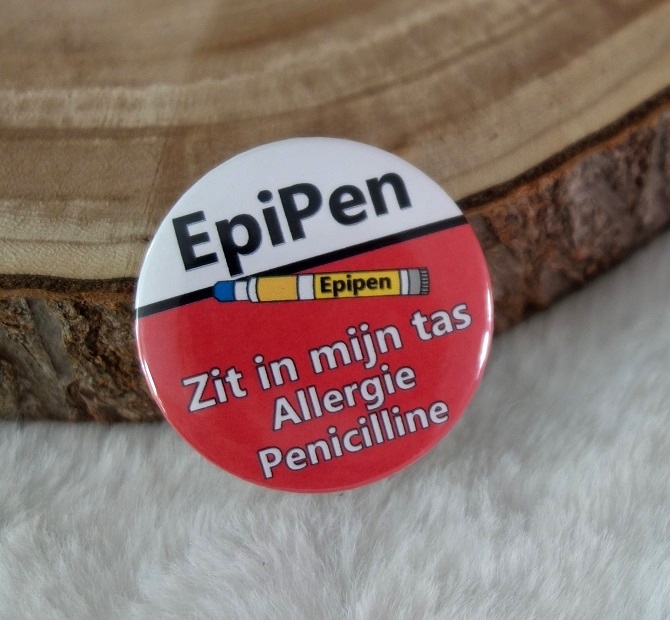 EpiPen
Epipen
Zit in mijn tas
Allergie
Penicilline